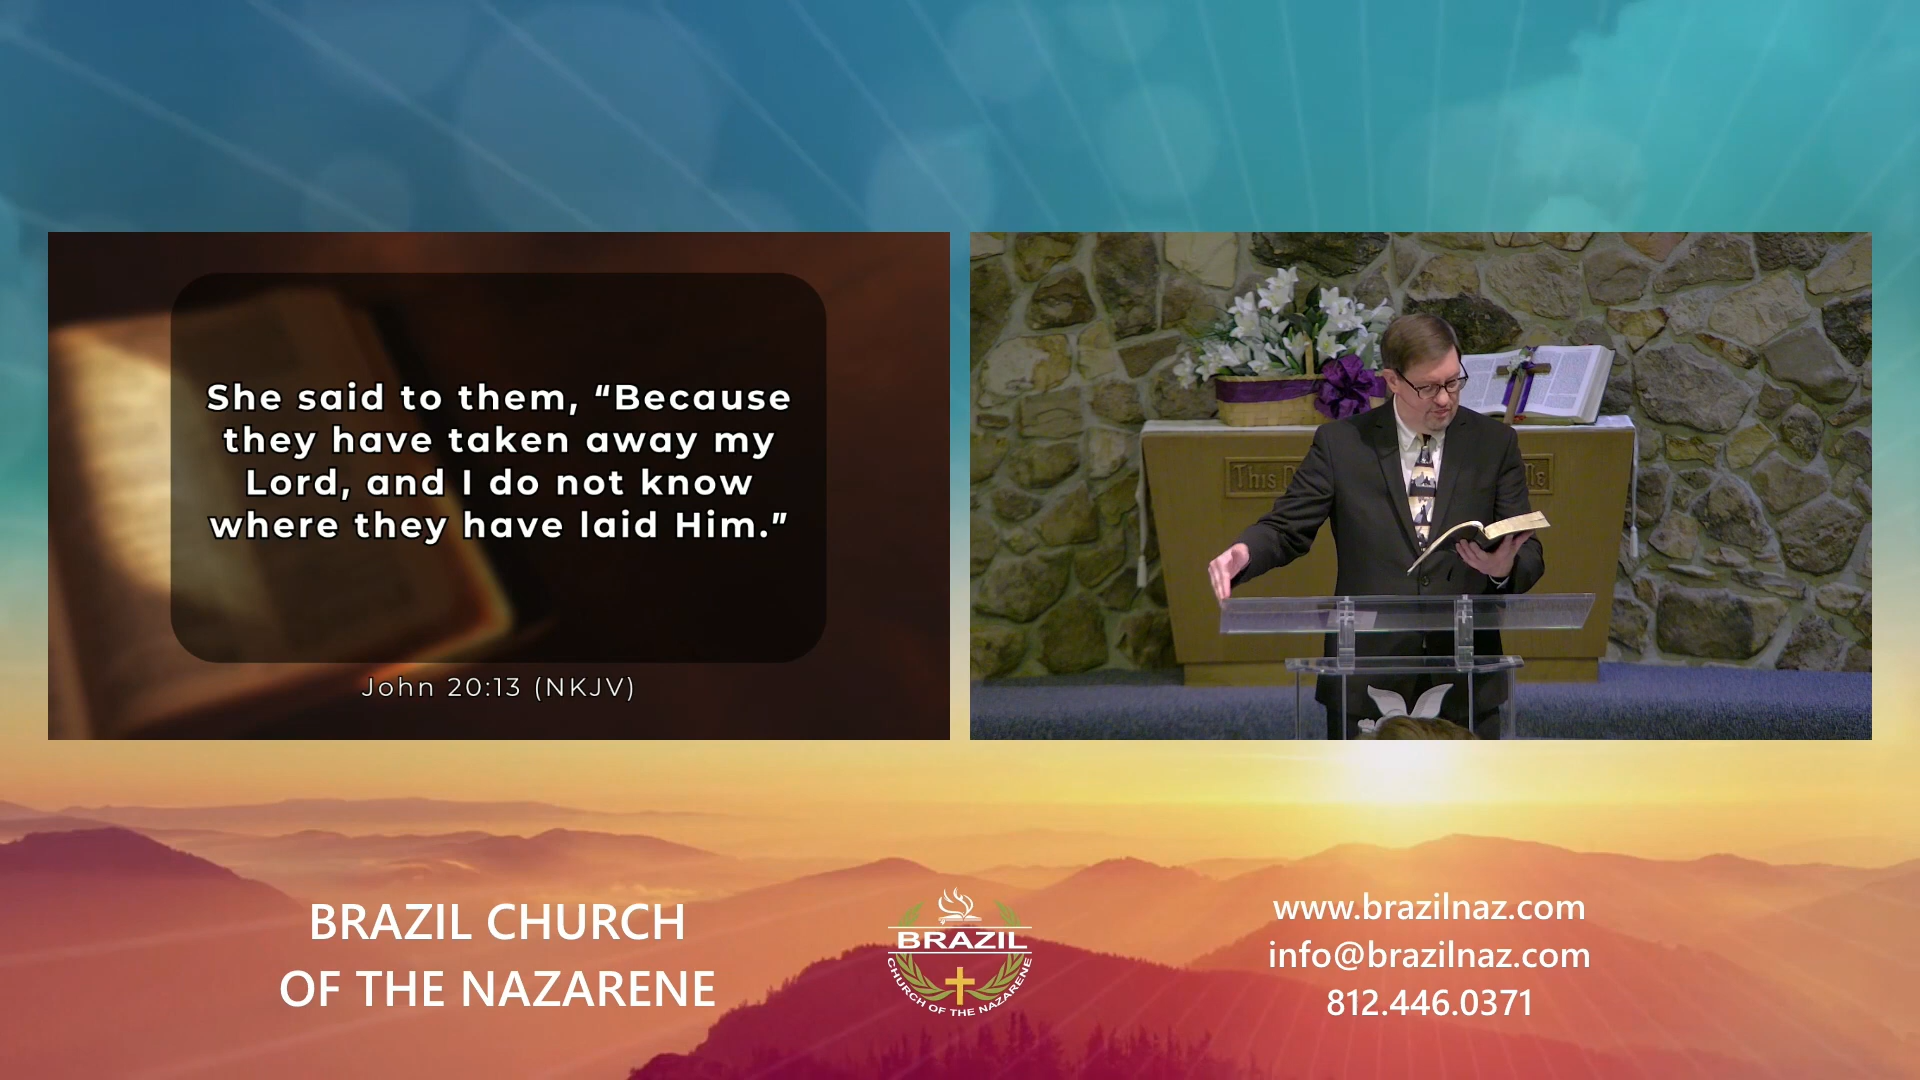 She said to them, “Because
they have taken away my
Lord, and I do not know
where they have laid Him.”
John 20:13 (NKJV)
This
Me
BRAZIL CHURCH
OF THE NAZARENE
BRAZIL
CHURCH OF THE NAZARENE
www.brazilnaz.com
info@brazilnaz.com
812.446.0371